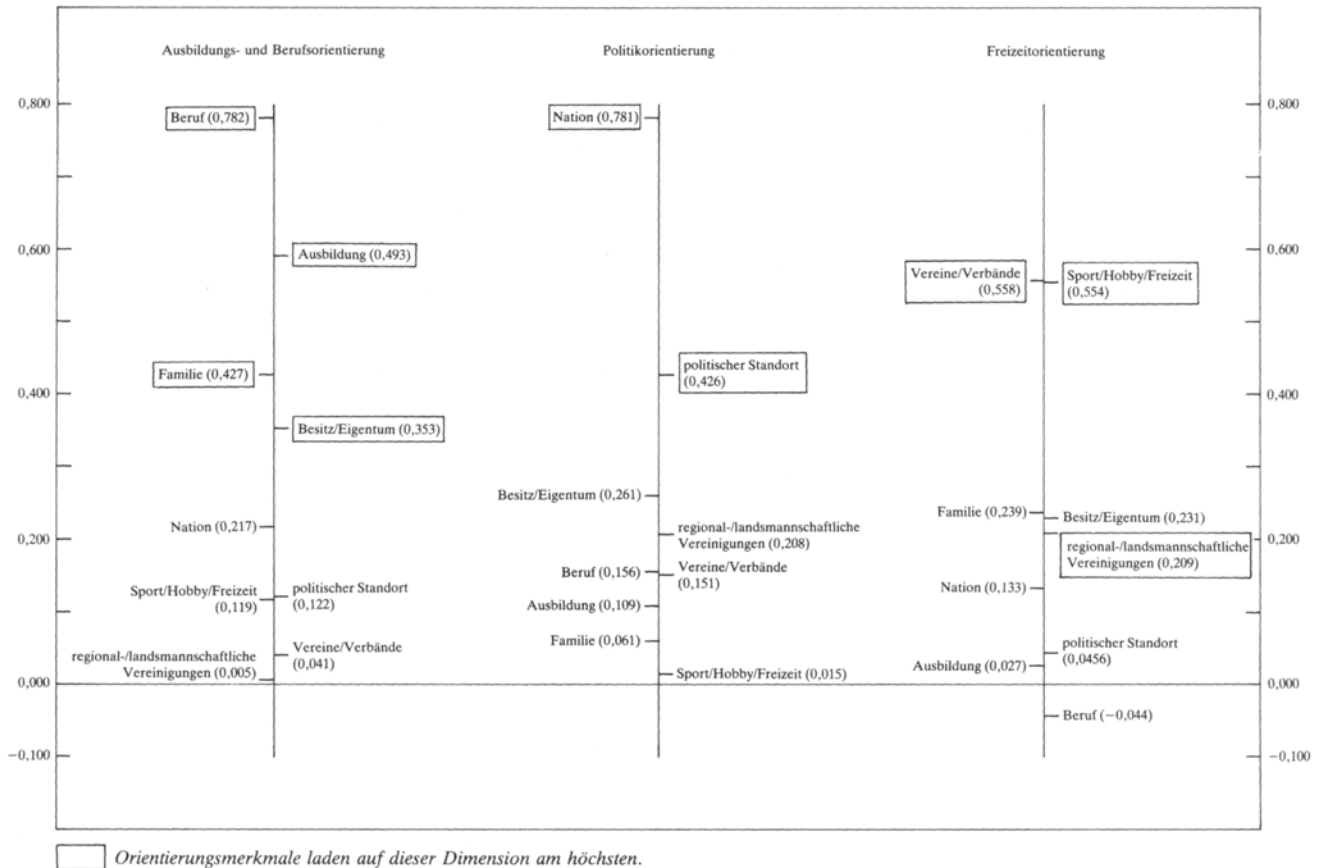 Ausbildungs- und Berufsorientierung
Politikorientierung
Freizeitorientierung
0,800
0,800
Beruf (0,782)
Nation (0,781)
0,600
0,600
Ausbildung (0,493)
Vereine/Verbände
(0,558)
Sport/Hobby/Freizeit
(0,554)
politischer Standort
(0,426)
Familie (0,427)
0,400
0,400
Besitz/Eigentum (0,353)
Besitz/Eigentum (0,261)
Familie (0,239)
Besitz/Eigentum (0,231)
Nation (0,217)
regional-/landsmannschaftliche
Vereinigungen (0,208)
0,200
0,200
regional-/landsmannschaftliche
Vereinigungen (0,209)
Beruf (0,156)
Vereine/Verbände
(0,151)
Nation (0,133)
Sport/Hobby/Freizeit
(0,119)
politischer Standort
(0,122)
Ausbildung (0,109)
Familie (0,061)
Vereine/Verbände
(0,041)
politischer Standort
(0,0456)
regional-/landsmannschaftliche
Vereinigungen (0,005)
Ausbildung (0,027)
Sport/Hobby/Freizeit (0,015)
0,000
0,000
Beruf (−0,044)
−0,100
−0,100
Orientierungsmerkmale laden auf dieser Dimension am höchsten.